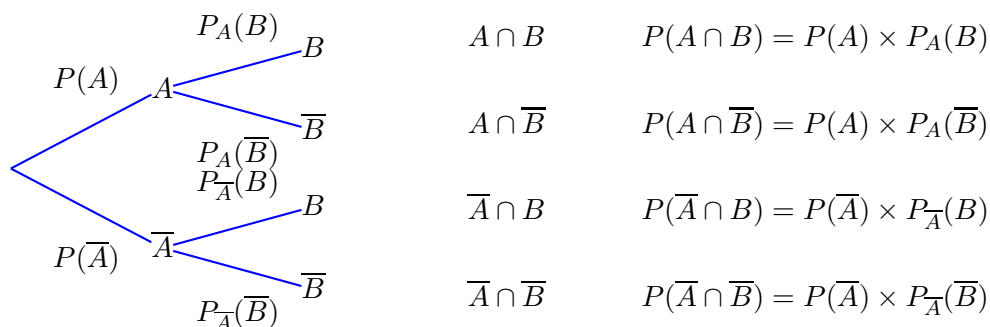 P_A(B)
B
A ∩ B
P(A ∩ B) = P(A) × P_A(B)
P(A)
A
B̅
A ∩ B̅
P(A ∩ B̅) = P(A) × P_A(B̅)
P_A(B̅)
P_A̅(B)
B
A̅ ∩ B
P(A̅ ∩ B) = P(A̅) × P_A̅(B)
A̅
P(A̅)
B̅
A̅ ∩ B̅
P(A̅ ∩ B̅) = P(A̅) × P_A̅(B̅)
P_A̅(B̅)